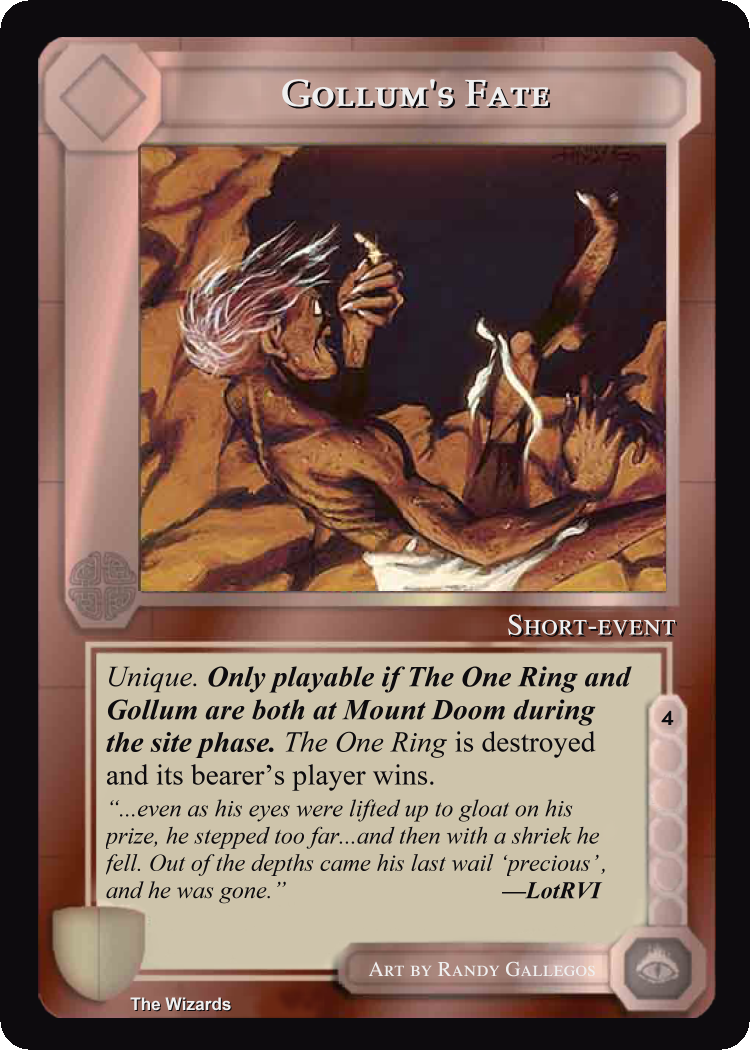 Gollum's Fate
Short-event
Unique. Only playable if The One Ring and
Gollum are both at Mount Doom during
the site phase. The One Ring is destroyed
and its bearer’s player wins.
“...even as his eyes were lifted up to gloat on his
prize, he stepped too far...and then with a shriek he
fell. Out of the depths came his last wail ‘precious’,
and he was gone.” —LotRVI
4
Art by Randy Gallegos
The Wizards